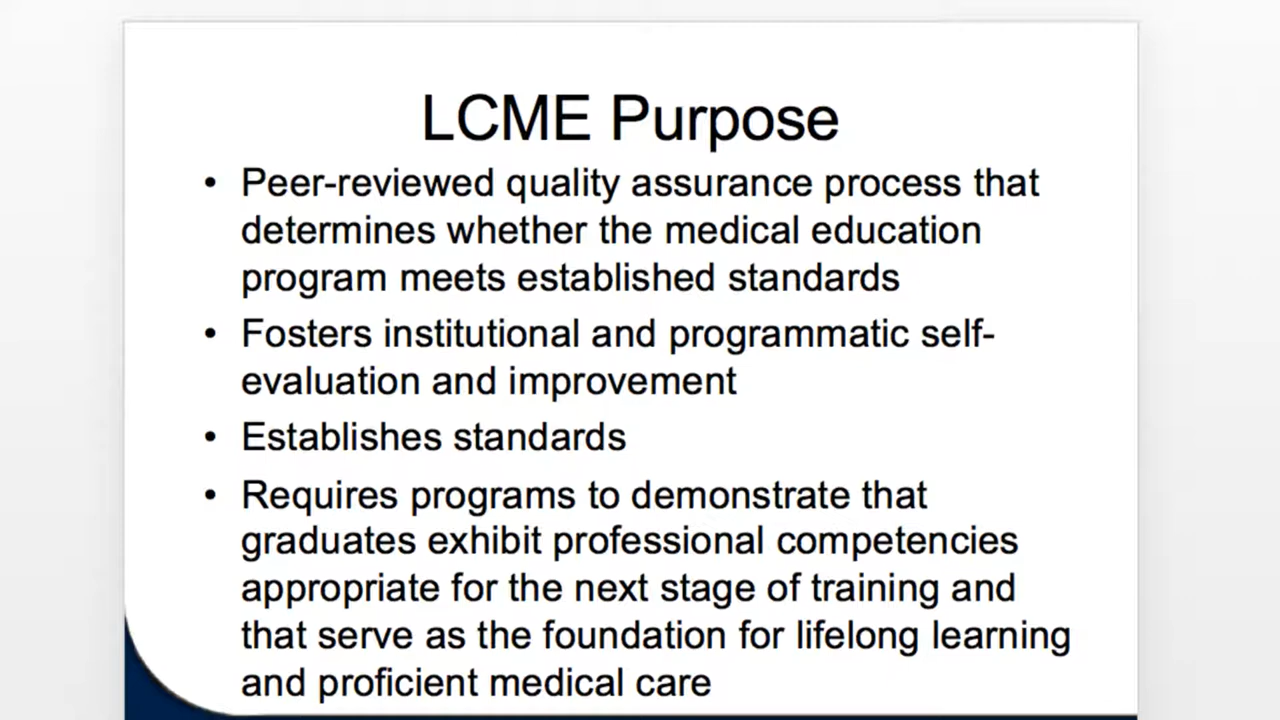 LCME Purpose
• Peer-reviewed quality assurance process that
determines whether the medical education
program meets established standards
• Fosters institutional and programmatic self-
evaluation and improvement
• Establishes standards
• Requires programs to demonstrate that
graduates exhibit professional competencies
appropriate for the next stage of training and
that serve as the foundation for lifelong learning
and proficient medical care